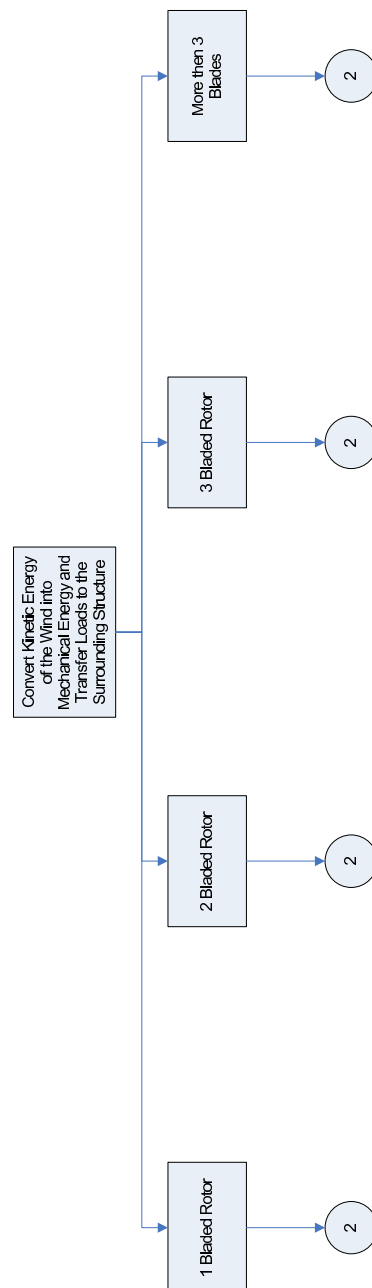 Convert Kinetic Energy
of the Wind into
Mechanical Energy and
Transfer Loads to the
Surrounding Structure
1 Bladed Rotor
2 Bladed Rotor
3 Bladed Rotor
More then 3
Blades
2
2
2
2